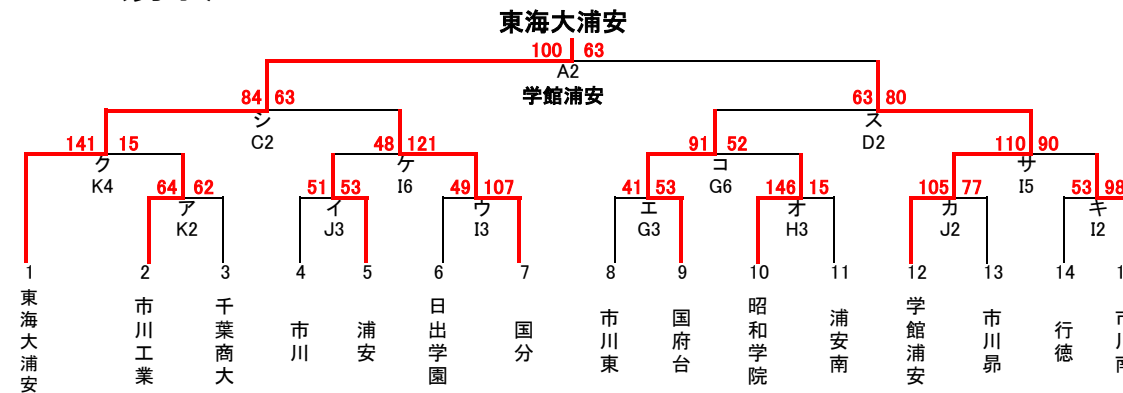 東海大浦安
100 63
A2
学館浦安
84 63
シ
C2
63 80
ス
D2
141 15
ク
K4
48 121
ケ
I6
91 52
コ
G6
110 90
サ
I5
64 62
ア
K2
51 53
イ
J3
49 107
ウ
I3
41 53
エ
G3
146 15
オ
H3
105 77
カ
J2
53 98
キ
I2
1 2 3 4 5 6 7 8 9 10 11 12 13 14
東海大浦安
市川工業
千葉商大
市川
浦安
日出学園
国分
市川東
国府台
昭和学院
浦安南
学館浦安
市川昴
行徳